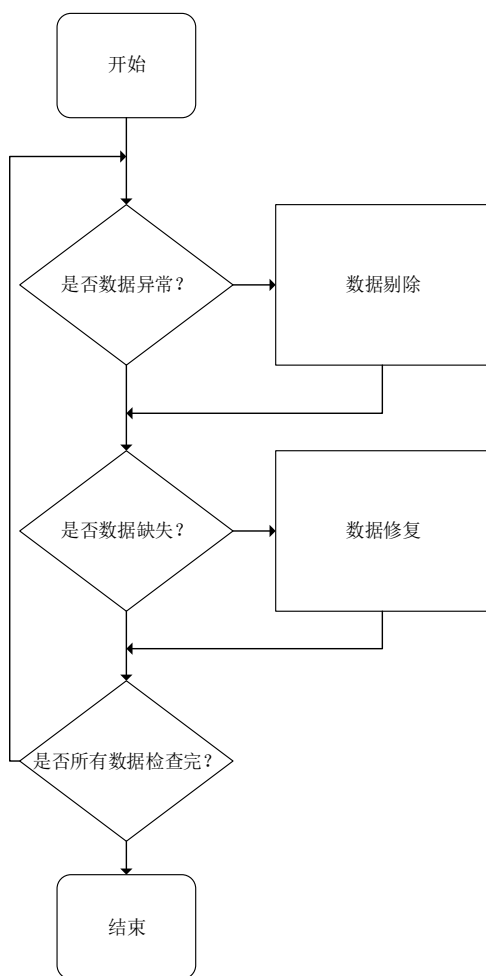 开始
是否数据异常？
数据剔除
是否数据缺失？
数据修复
是否所有数据检查完？
结束